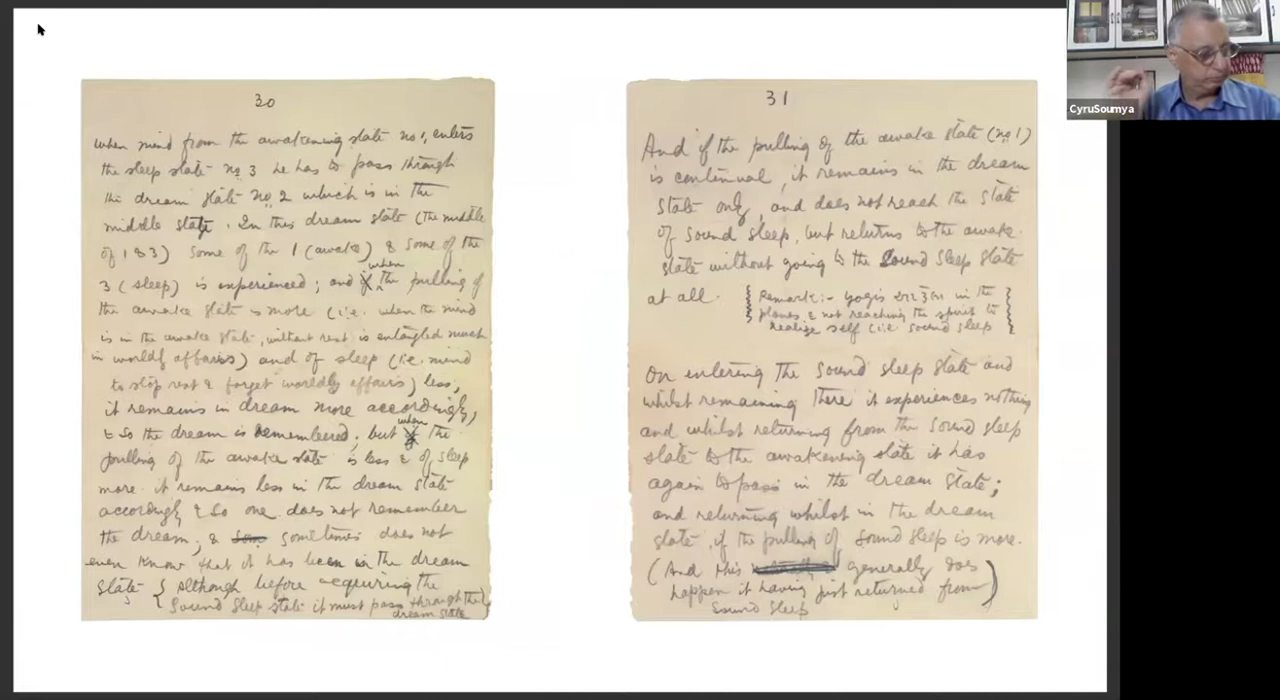 30
when mind from the awakening state no 1, enters
the sleep state no 3 he has to pass through
the dream state no 2 which is in the
middle state. In this dream state (the middle
of 1 & 3) some of the 1 (awake) & some of the
3 (sleep) is experienced; and when the pulling of
the awake state is more (i.e. when the mind
is in the awake state, without rest is entangled much
in worldly affairs) and of sleep (i.e. mind
to stop rest & forget worldly affairs) less,
it remains in dream more accordingly,
& so the dream is remembered; but when the
pulling of the awake state is less & of sleep
more it remains less in the dream state
accordingly & so one does not remember
the dream; & some sometimes does not
even know that it has been in the dream
state { Although before acquiring the
Sound Sleep state it must pass through the
dream state
31
And if the pulling of the awake state (no 1)
is continual, it remains in the dream
state only, and does not reach the state
of sound sleep, but returns to the awake
state without going to the Sound Sleep state
at all.
{ Remark:- yogis in the
planes & not reaching the spirit to
realize self (i.e. sound sleep }
On entering the sound sleep state and
whilst remaining there it experiences nothing
and whilst returning from the sound sleep
state to the awakening state it has
again to pass in the dream state;
and returning whilst in the dream
state, if the pulling of sound sleep is more.
(And this generally does
happen it having just returned from)
sound sleep
CyruSoumya